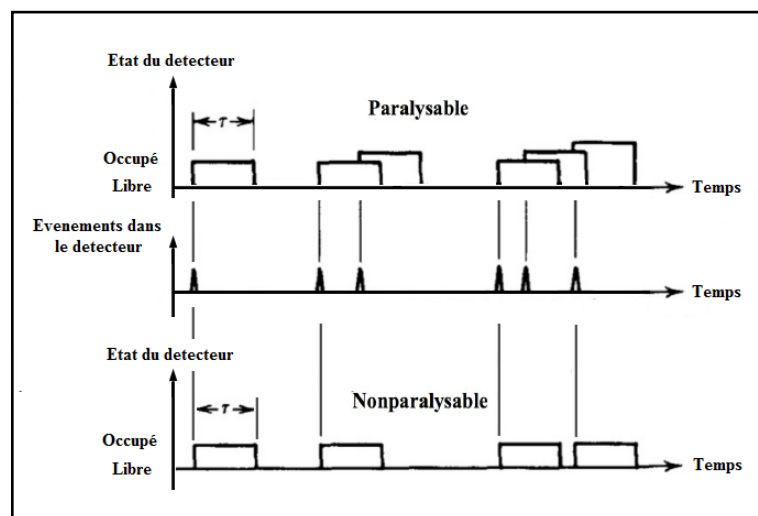 Etat du detecteur
Paralysable
τ
Occupé
Libre
Temps
Evenements dans
le detecteur
Temps
Etat du detecteur
Nonparalysable
τ
Occupé
Libre
Temps